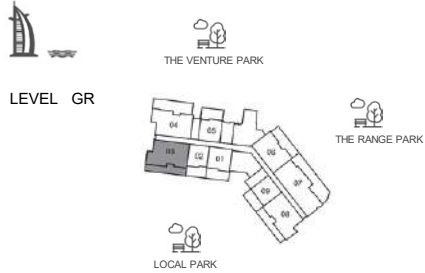 THE VENTURE PARK
LEVEL GR
04
05
THE RANGE PARK
03
02
01
06
07
09
08
LOCAL PARK